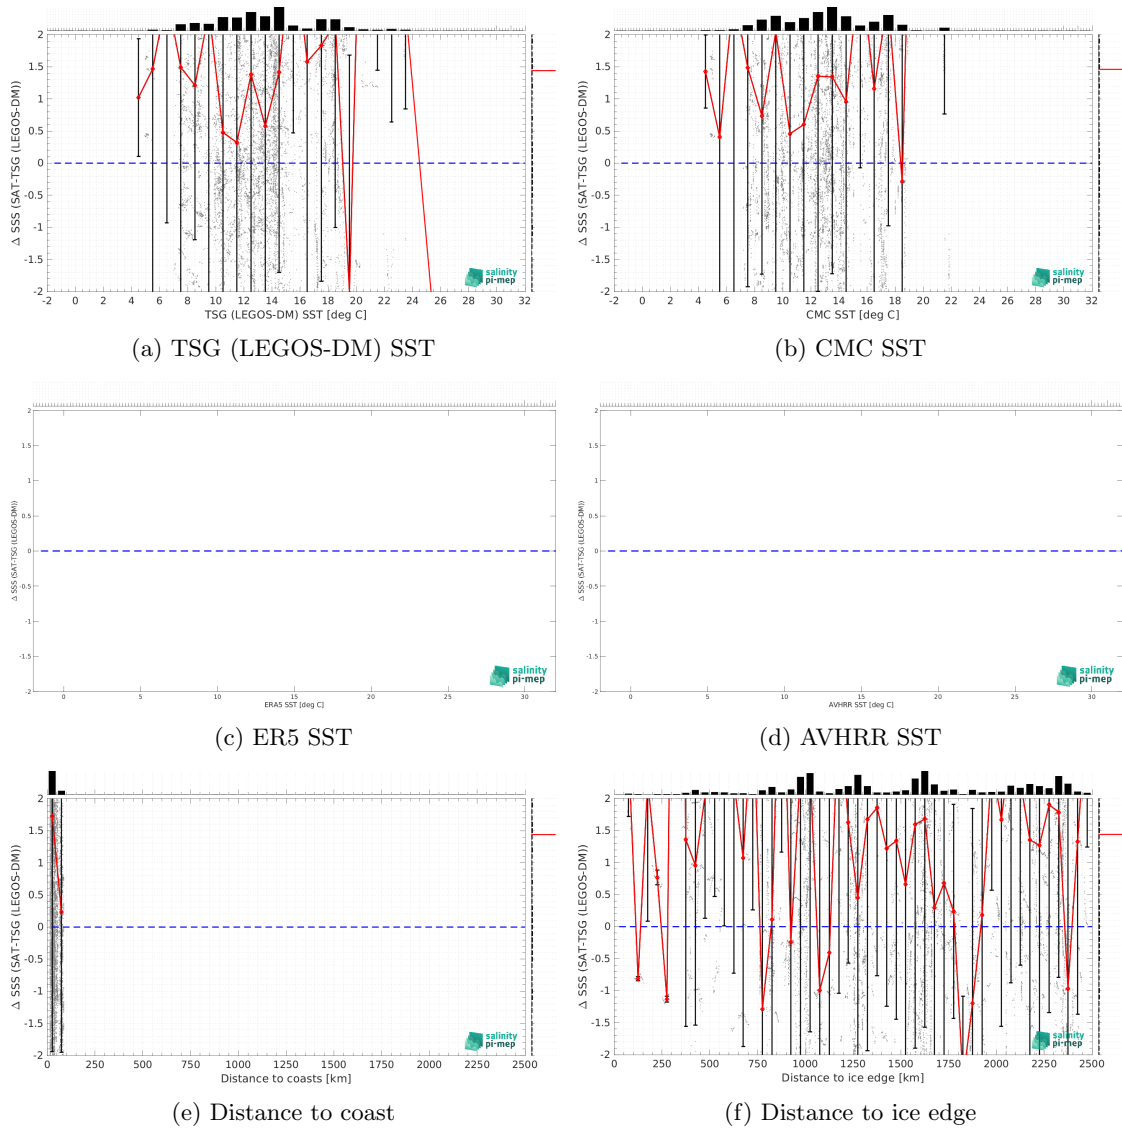 2
1.5
1
0.5
0
-0.5
-1
-1.5
-2
Δ SSS (SAT-TSG (LEGOS-DM))
salinity
pi-mep
-2 0 2 4 6 8 10 12 14 16 18 20 22 24 26 28 30 32
TSG (LEGOS-DM) SST [deg C]
(a) TSG (LEGOS-DM) SST
2
1.5
1
0.5
0
-0.5
-1
-1.5
-2
Δ SSS (SAT-TSG (LEGOS-DM))
salinity
pi-mep
-2 0 2 4 6 8 10 12 14 16 18 20 22 24 26 28 30 32
CMC SST [deg C]
(b) CMC SST
2
1.5
1
0.5
0
-0.5
-1
-1.5
-2
Δ SSS (SAT-TSG (LEGOS-DM))
salinity
pi-mep
0 5 10 15 20 25 30
ERA5 SST [deg C]
(c) ER5 SST
2
1.5
1
0.5
0
-0.5
-1
-1.5
-2
Δ SSS (SAT-TSG (LEGOS-DM))
salinity
pi-mep
0 5 10 15 20 25 30
AVHRR SST [deg C]
(d) AVHRR SST
2
1.5
1
0.5
0
-0.5
-1
-1.5
-2
Δ SSS (SAT-TSG (LEGOS-DM))
salinity
pi-mep
0 250 500 750 1000 1250 1500 1750 2000 2250 2500
Distance to coasts [km]
(e) Distance to coast
2
1.5
1
0.5
0
-0.5
-1
-1.5
-2
Δ SSS (SAT-TSG (LEGOS-DM))
salinity
pi-mep
0 250 500 750 1000 1250 1500 1750 2000 2250 2500
Distance to ice edge [km]
(f) Distance to ice edge